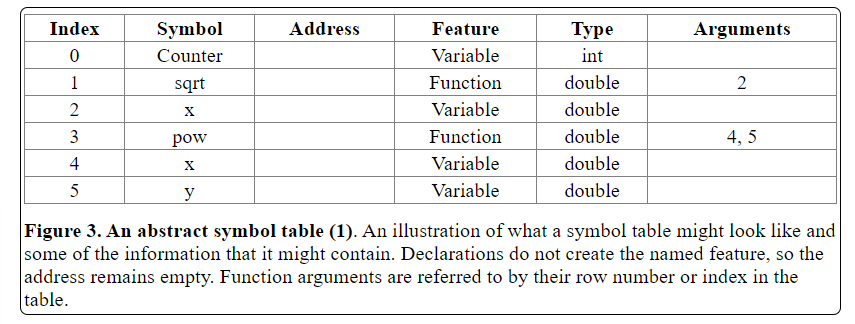 Index Symbol Address Feature Type Arguments
0 Counter Variable int
1 sqrt Function double 2
2 x Variable double
3 pow Function double 4, 5
4 x Variable double
5 y Variable double
Figure 3. An abstract symbol table (1). An illustration of what a symbol table might look like and
some of the information that it might contain. Declarations do not create the named feature, so the
address remains empty. Function arguments are referred to by their row number or index in the
table.